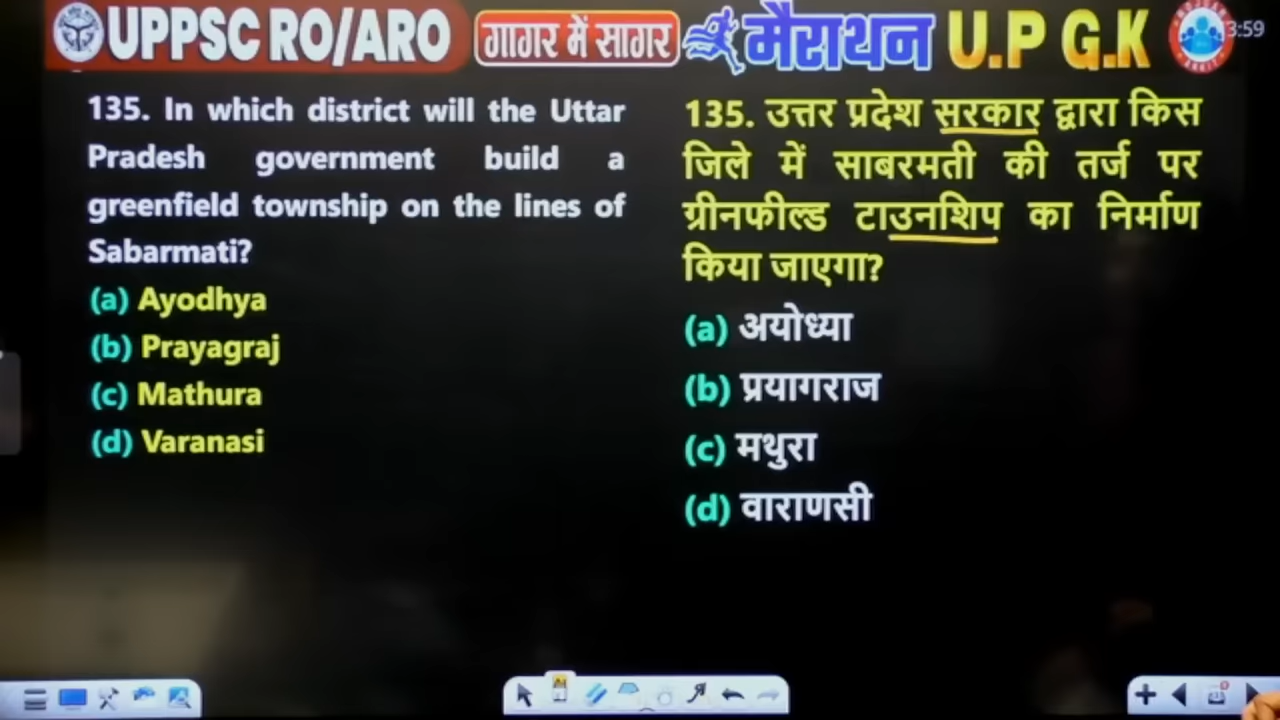 UPPSC RO/ARO गागर में सागर मैराथन U.P G.K
3:59
135. In which district will the Uttar
Pradesh government build a
greenfield township on the lines of
Sabarmati?
(a) Ayodhya
(b) Prayagraj
(c) Mathura
(d) Varanasi
135. उत्तर प्रदेश सरकार द्वारा किस
जिले में साबरमती की तर्ज पर
ग्रीनफील्ड टाउनशिप का निर्माण
किया जाएगा?
(a) अयोध्या
(b) प्रयागराज
(c) मथुरा
(d) वाराणसी